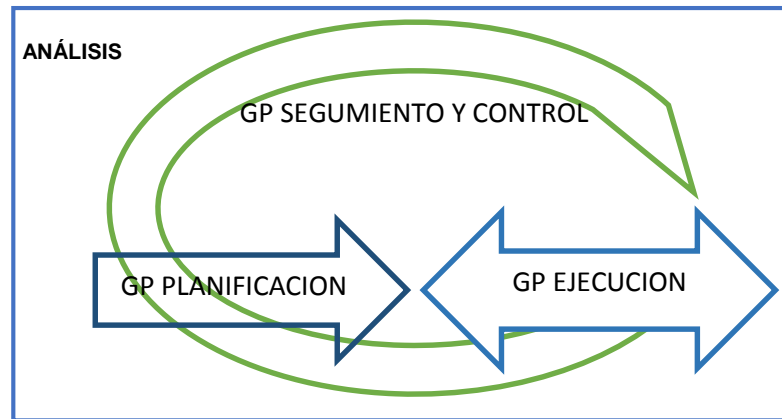 ANÁLISIS
GP SEGUMIENTO Y CONTROL
GP PLANIFICACION
GP EJECUCION